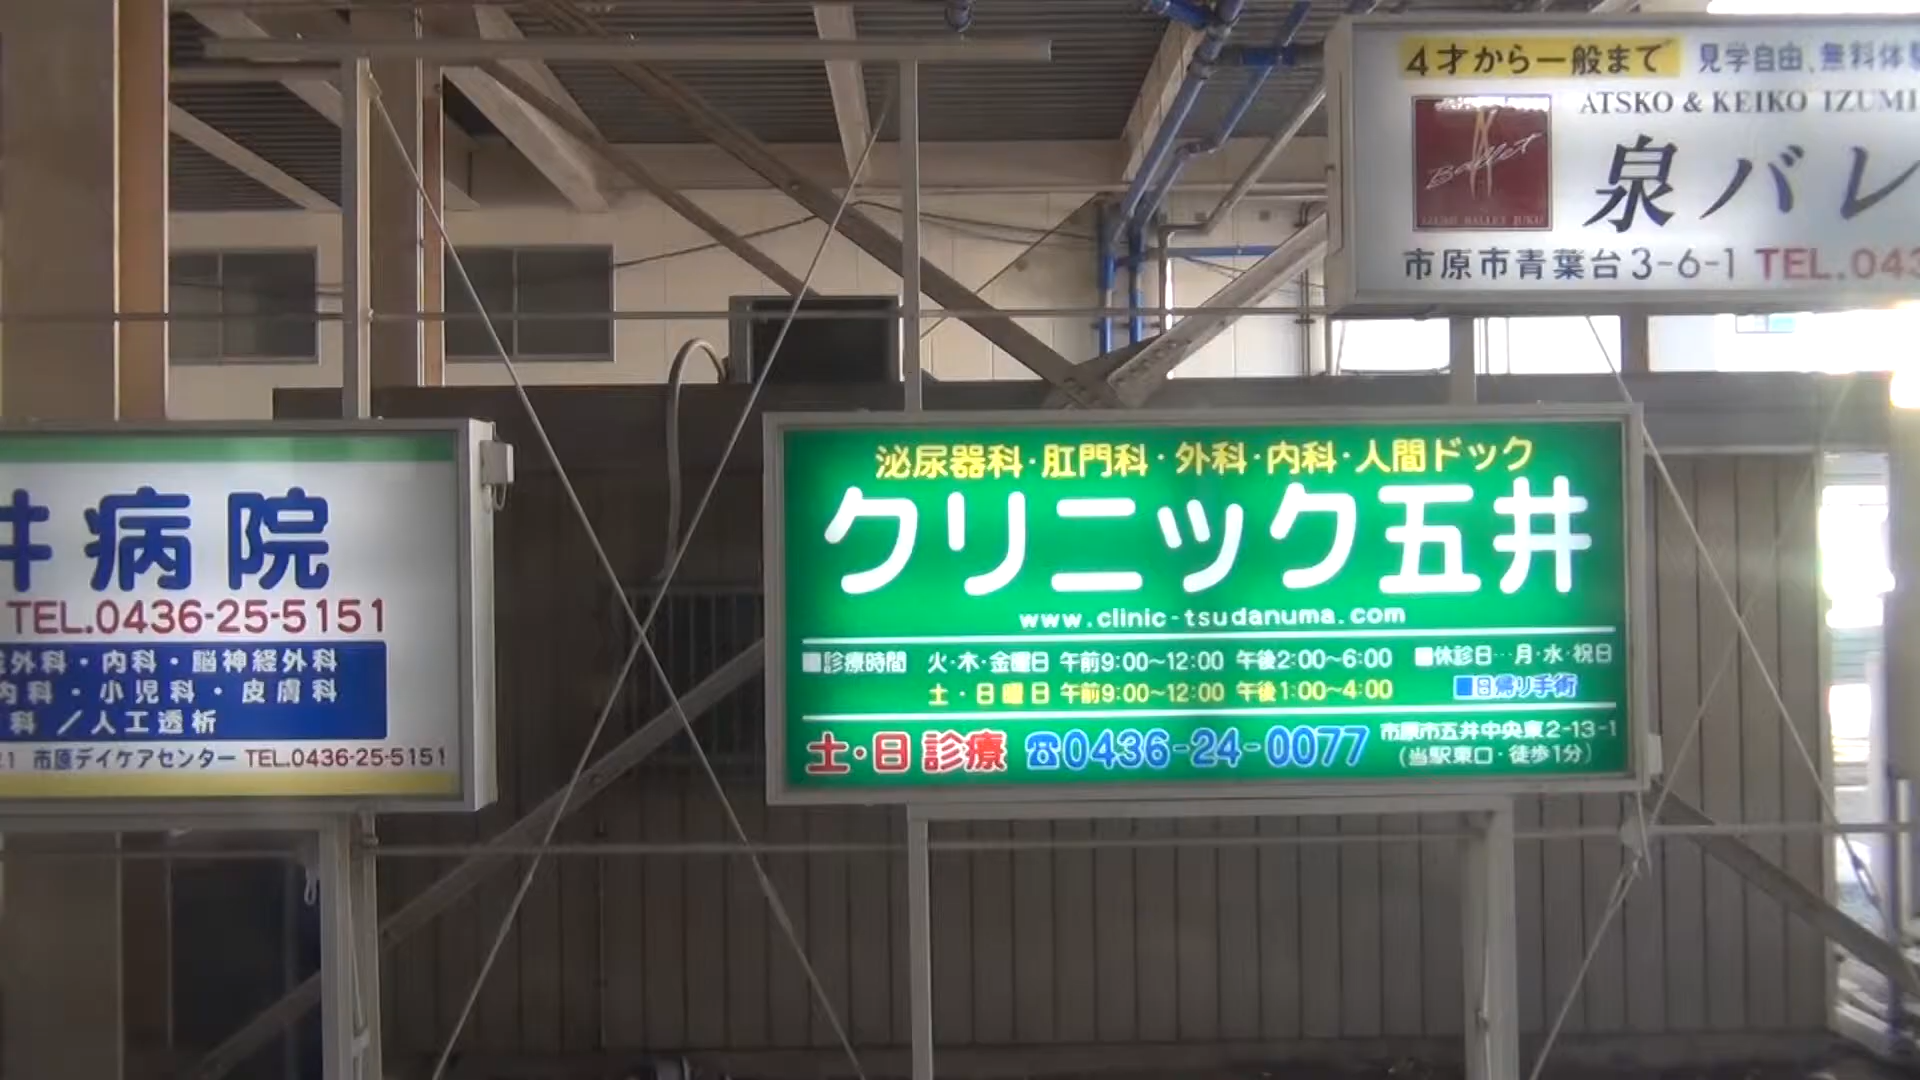 井病院
TEL.0436-25-5151
外科・内科・脳神経外科
内科・小児科・皮膚科
科／人工透析
21 市原デイケアセンター TEL.0436-25-5151
泌尿器科・肛門科・外科・内科・人間ドック
クリニック五井
www.clinic-tsudanuma.com
■診療時間 火・木・金曜日 午前9:00～12:00 午後2:00～6:00 ■休診日…月・水・祝日
土・日曜日 午前9:00～12:00 午後1:00～4:00 ■日帰り手術
土・日診療 ☎0436-24-0077 市原市五井中央東2-13-1
(当駅東口・徒歩1分)
4才から一般まで 見学自由、無料体験
ATSKO & KEIKO IZUMI
Ballet
IZUMI BALLET JUKU
泉バレ
市原市青葉台3-6-1 TEL.043